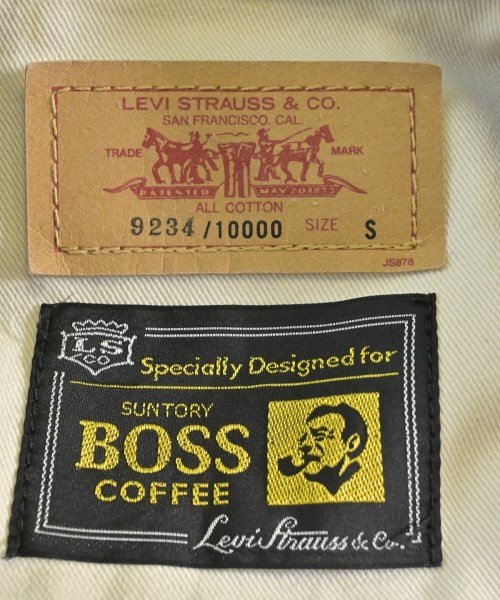 LEVI STRAUSS & CO.
SAN FRANCISCO, CAL.
TRADE MARK
PATENTED MAY 20 1873
ALL COTTON
9234/10000 SIZE S
JS878
LS
CO
Specially Designed for
SUNTORY
BOSS
COFFEE
Levi Strauss & Co.